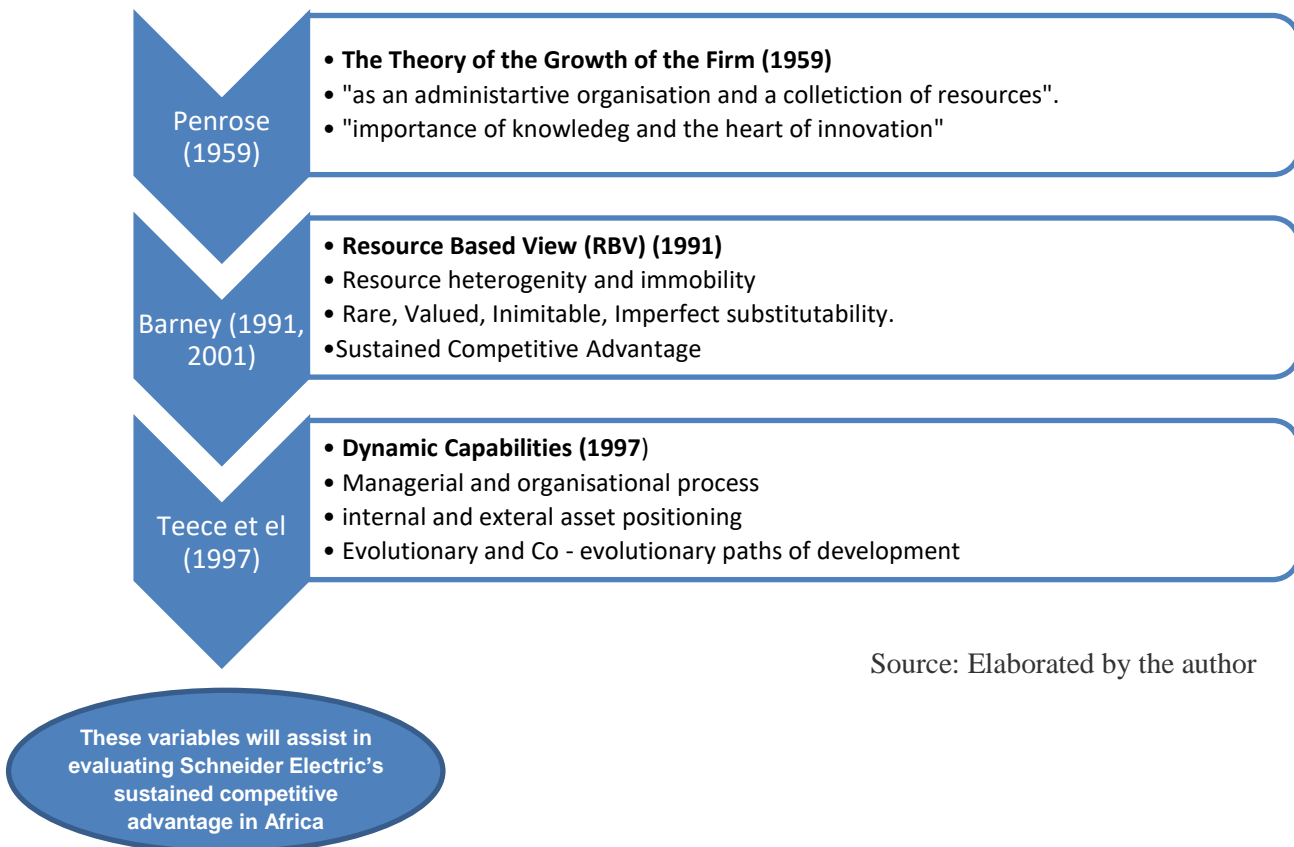 Penrose
(1959)
• The Theory of the Growth of the Firm (1959)
• "as an administartive organisation and a colletiction of resources".
• "importance of knowledeg and the heart of innovation"
Barney (1991,
2001)
• Resource Based View (RBV) (1991)
• Resource heterogenity and immobility
• Rare, Valued, Inimitable, Imperfect substitutability.
•Sustained Competitive Advantage
Teece et el
(1997)
• Dynamic Capabilities (1997)
• Managerial and organisational process
• internal and exteral asset positioning
• Evolutionary and Co - evolutionary paths of development
Source: Elaborated by the author
These variables will assist in
evaluating Schneider Electric’s
sustained competitive
advantage in Africa